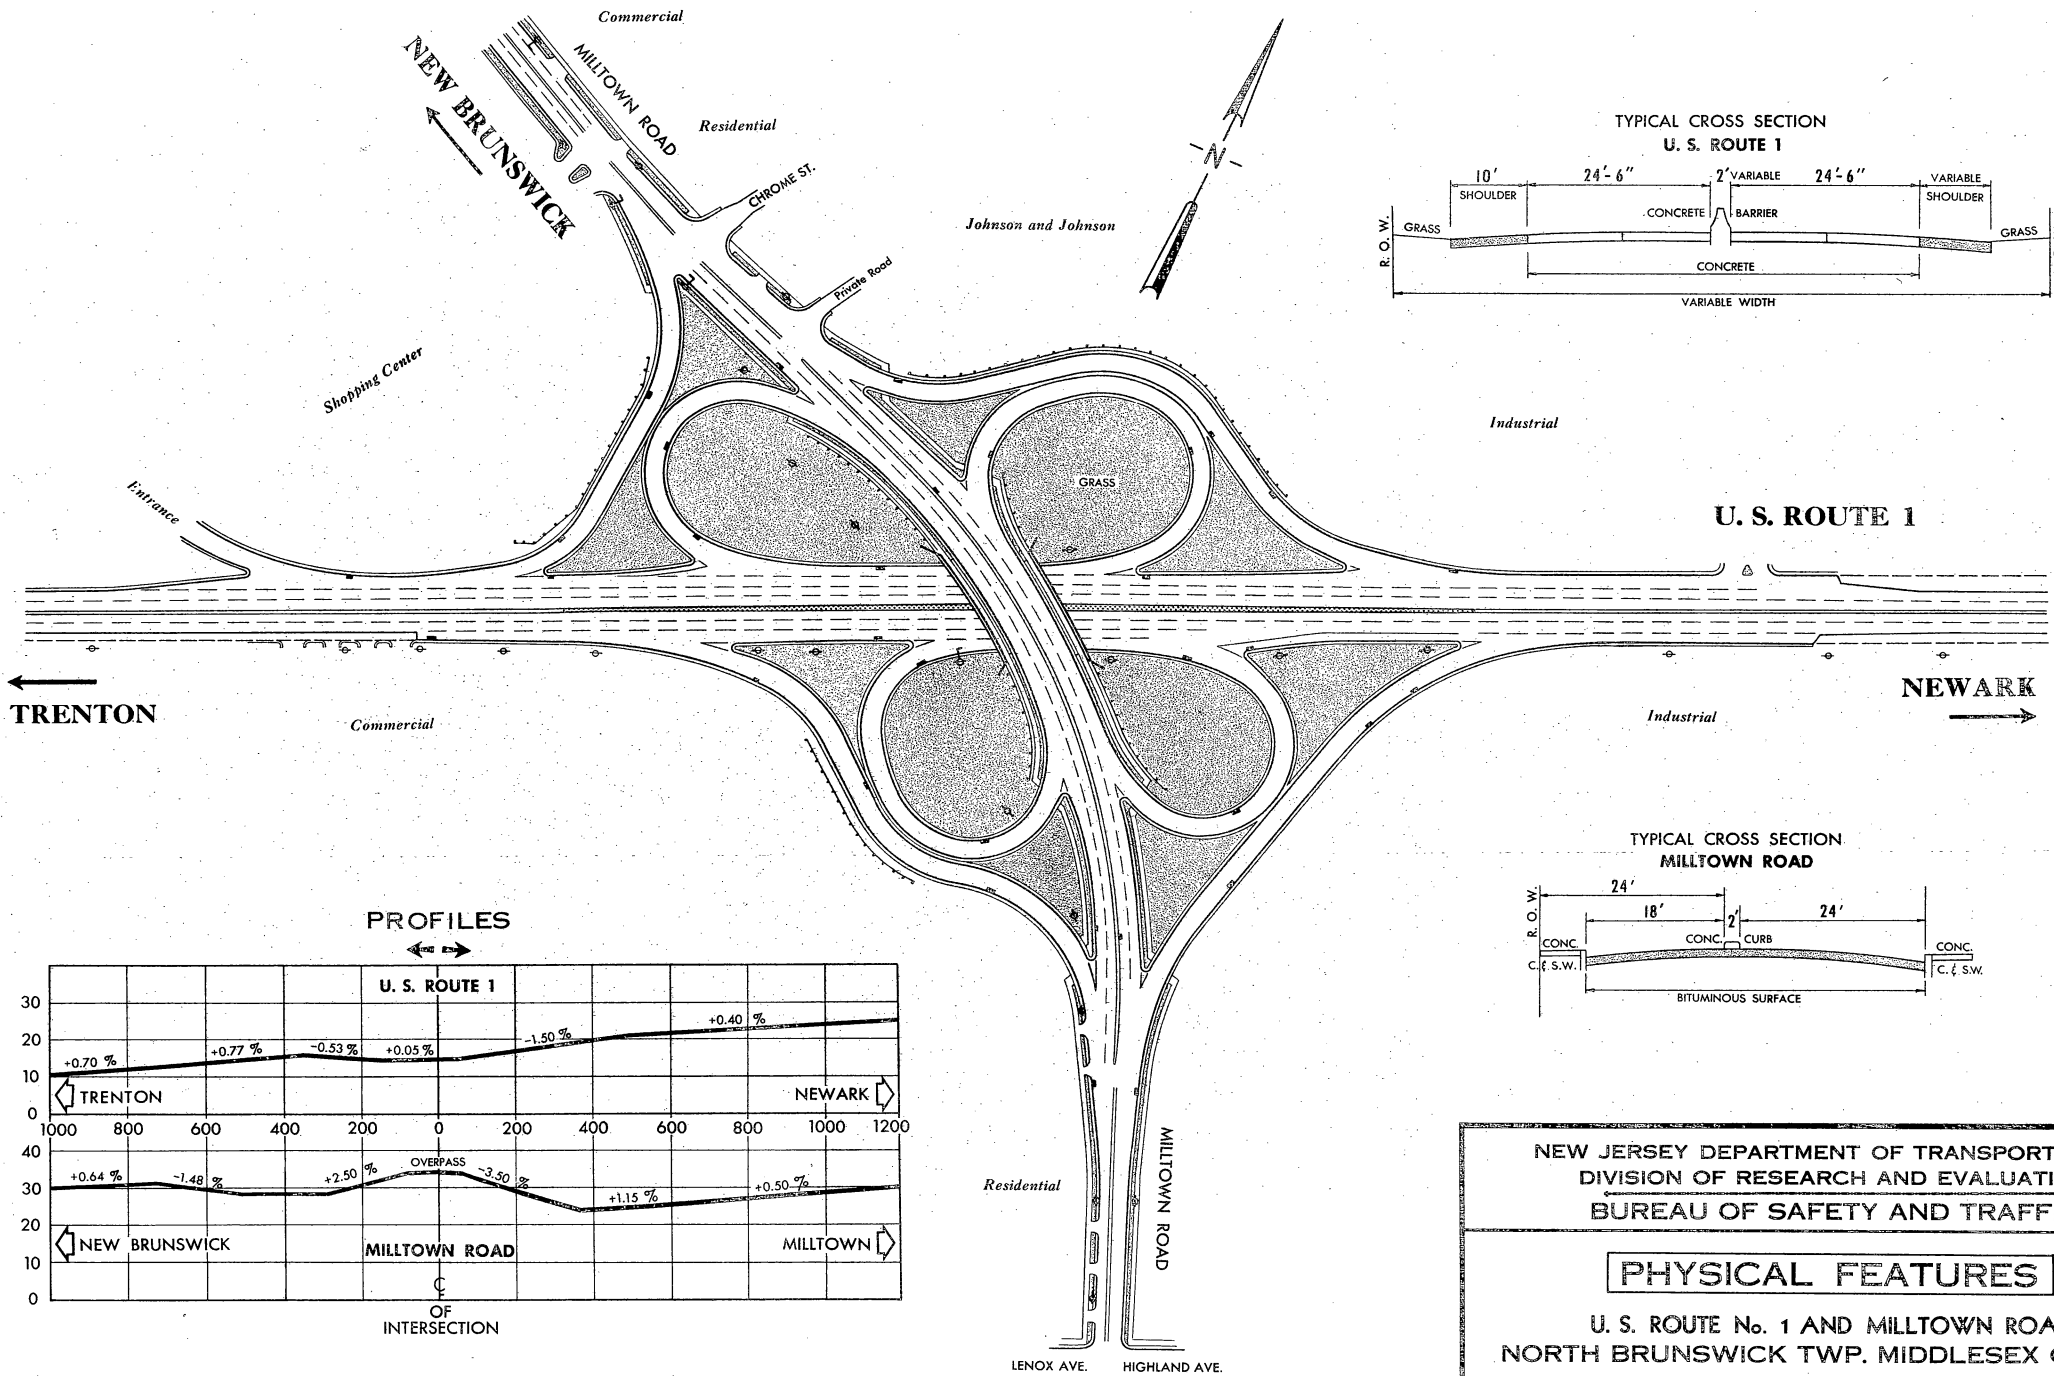 Commercial
MILLTOWN ROAD
NEW BRUNSWICK
Residential
CHROME ST.
Johnson and Johnson
Private Road
N
Shopping Center
Entrance
GRASS
Industrial
U. S. ROUTE 1
TRENTON
Commercial
NEWARK
Industrial
Residential
MILLTOWN ROAD
LENOX AVE.
HIGHLAND AVE.
TYPICAL CROSS SECTION
U. S. ROUTE 1
10' 24'-6" 2' VARIABLE 24'-6" VARIABLE
SHOULDER SHOULDER
CONCRETE BARRIER
R. O. W. GRASS GRASS
CONCRETE
VARIABLE WIDTH
TYPICAL CROSS SECTION
MILLTOWN ROAD
24'
R. O. W. 18' 2' 24'
CONC. CONC. CURB CONC.
C. & S.W. C. & S.W.
BITUMINOUS SURFACE
PROFILES
U. S. ROUTE 1
30
20
10
0
+0.70 % +0.77 % -0.53 % +0.05 % -1.50 % +0.40 %
TRENTON NEWARK
1000 800 600 400 200 0 200 400 600 800 1000 1200
40
30
20
10
0
OVERPASS
+0.64 % -1.48 % +2.50 % -3.50 % +1.15 % +0.50 %
NEW BRUNSWICK MILLTOWN ROAD MILLTOWN
℄
OF
INTERSECTION
NEW JERSEY DEPARTMENT OF TRANSPORT
DIVISION OF RESEARCH AND EVALUATI
BUREAU OF SAFETY AND TRAFF
PHYSICAL FEATURES
U. S. ROUTE No. 1 AND MILLTOWN ROA
NORTH BRUNSWICK TWP. MIDDLESEX